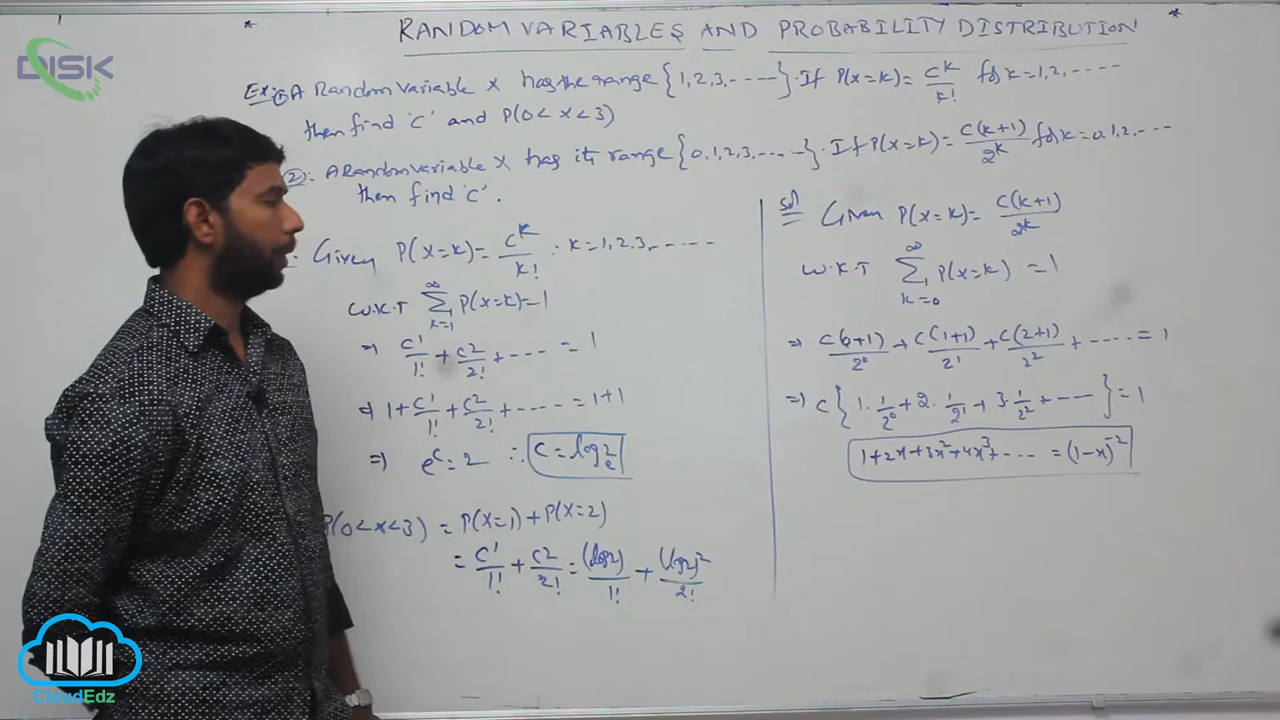 * RANDOM VARIABLES AND PROBABILITY DISTRIBUTION *
DISK
Ex:- ① A Random Variable X has the range {1,2,3,-----}. If P(X=K)= C^K/K! for K=1,2,----
then find 'C' and P(0<X<3)
②: A Random variable X has its range {0,1,2,3,-----}. If P(X=K)= C(K+1)/2^K for K=0,1,2,---
then find 'C'.
: Given P(X=K)= C^K/K! : K=1,2,3,-----
W.K.T ∑_{K=1}^{∞} P(X=K)=1
⇒ C^1/1! + C^2/2! + ---- = 1
⇒ 1+C^1/1! + C^2/2! + ----- = 1+1
⇒ e^C=2 ∴ C = log_e 2
P(0<X<3) = P(X=1)+P(X=2)
= C^1/1! + C^2/2! = (log2)/1! + (log2)^2/2!
Sol Given P(X=K)= C(K+1)/2^K
W.K.T ∑_{K=0}^{∞} P(X=K) =1
⇒ C(0+1)/2^0 + C(1+1)/2^1 + C(2+1)/2^2 + ----- = 1
⇒ C{1.1/2^0 + 2.1/2^1 + 3.1/2^2 + ----} = 1
1+2x+3x^2+4x^3+---- = (1-x)^-2
CloudEdz